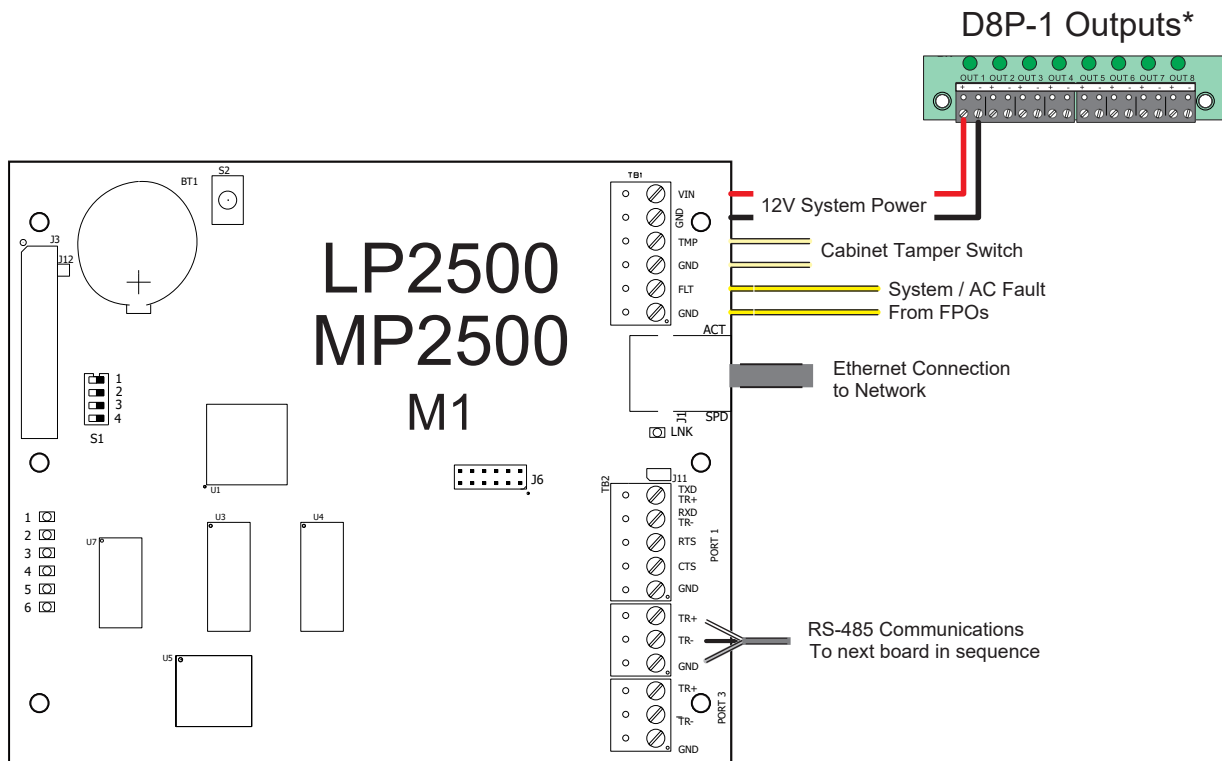 D8P-1 Outputs*
OUT 1 OUT 2 OUT 3 OUT 4 OUT 5 OUT 6 OUT 7 OUT 8
+ - + - + - + - + - + - + - + -
S2
BT1
TB1
VIN
GND
12V System Power
TMP
Cabinet Tamper Switch
GND
FLT
System / AC Fault
GND
From FPOs
J3
J12
+
LP2500
MP2500
M1
ACT
Ethernet Connection
to Network
J1
SPD
LNK
1
2
3
4
S1
U1
J6
J11
TB2
TXD
TR+
RXD
TR-
RTS
CTS
GND
PORT 1
1
2
3
4
5
6
U7
U3
U4
U5
TR+
TR-
GND
RS-485 Communications
To next board in sequence
TR+
TR-
GND
PORT 3